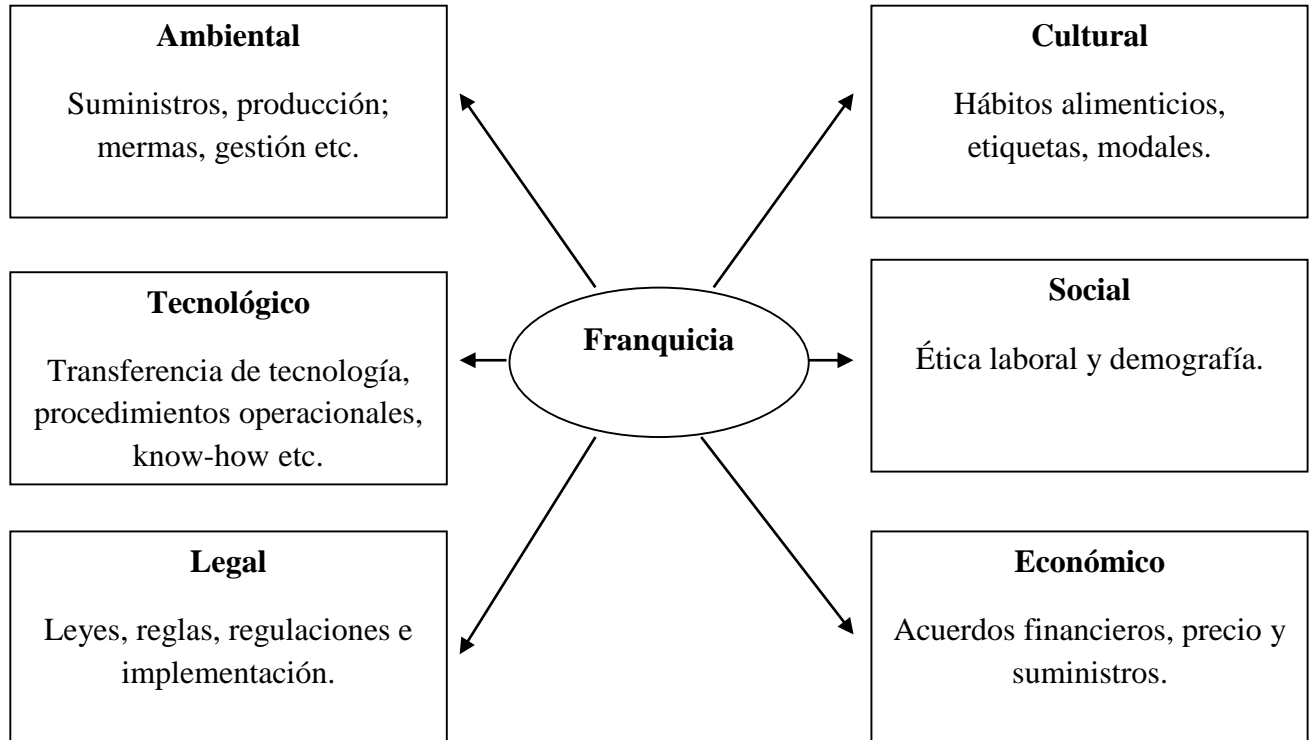 Ambiental
Suministros, producción;
mermas, gestión etc.
Cultural
Hábitos alimenticios,
etiquetas, modales.
Tecnológico
Transferencia de tecnología,
procedimientos operacionales,
know-how etc.
Franquicia
Social
Ética laboral y demografía.
Legal
Leyes, reglas, regulaciones e
implementación.
Económico
Acuerdos financieros, precio y
suministros.